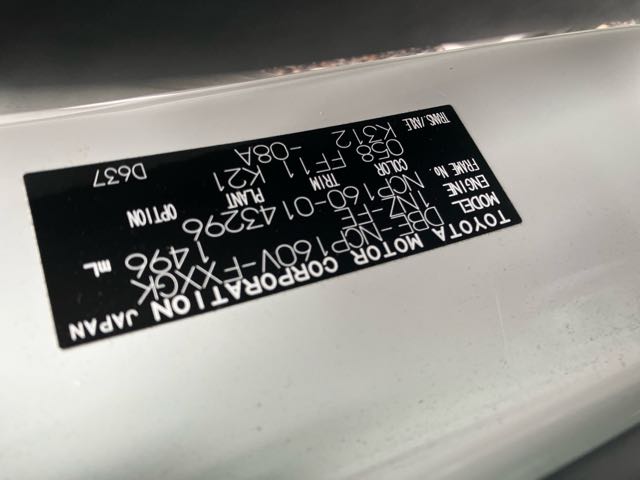 TOYOTA MOTOR CORPORATION JAPAN
MODEL DBE-NCP160V-FXXGK
ENGINE 1NZ-FE 1496 mL
FRAME No. NCP160-0143296
COLOR TRIM PLANT OPTION
058 FF11 K21
TRANS./AXLE K312 -08A D637